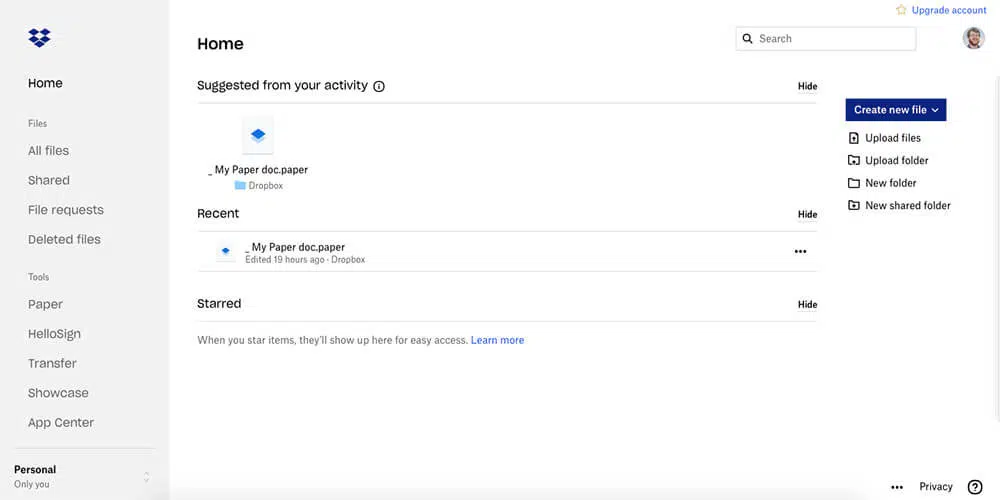 Upgrade account
Home
Search
Home
Files
All files
Shared
File requests
Deleted files
Tools
Paper
HelloSign
Transfer
Showcase
App Center
Personal
Only you
Suggested from your activity
Hide
_ My Paper doc.paper
Dropbox
Recent
Hide
_ My Paper doc.paper
Edited 19 hours ago · Dropbox
Starred
Hide
When you star items, they'll show up here for easy access. Learn more
Create new file
Upload files
Upload folder
New folder
New shared folder
Privacy